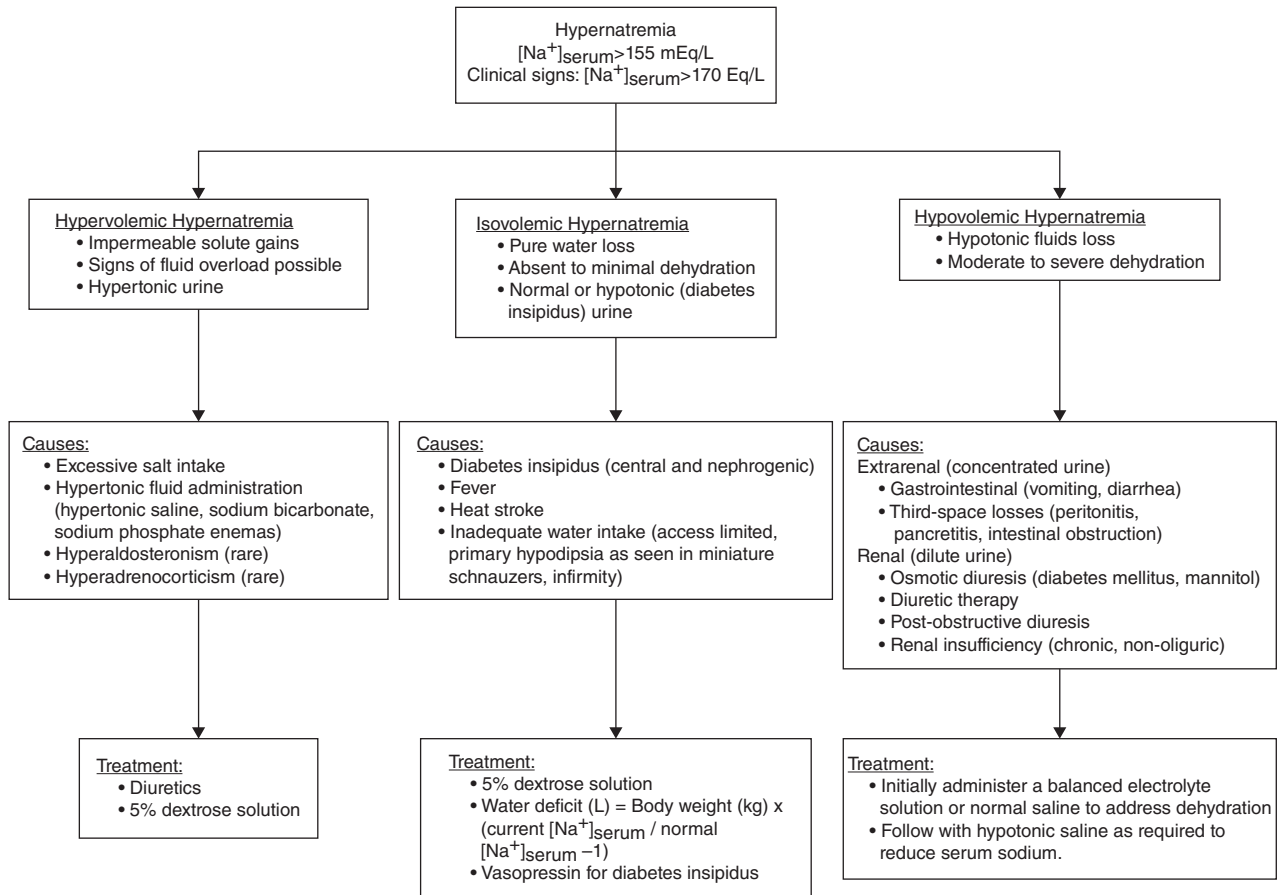 Hypernatremia
[Na+]serum>155 mEq/L
Clinical signs: [Na+]serum>170 Eq/L
Hypervolemic Hypernatremia
• Impermeable solute gains
• Signs of fluid overload possible
• Hypertonic urine
Isovolemic Hypernatremia
• Pure water loss
• Absent to minimal dehydration
• Normal or hypotonic (diabetes
insipidus) urine
Hypovolemic Hypernatremia
• Hypotonic fluids loss
• Moderate to severe dehydration
Causes:
• Excessive salt intake
• Hypertonic fluid administration
(hypertonic saline, sodium bicarbonate,
sodium phosphate enemas)
• Hyperaldosteronism (rare)
• Hyperadrenocorticism (rare)
Causes:
• Diabetes insipidus (central and nephrogenic)
• Fever
• Heat stroke
• Inadequate water intake (access limited,
primary hypodipsia as seen in miniature
schnauzers, infirmity)
Causes:
Extrarenal (concentrated urine)
• Gastrointestinal (vomiting, diarrhea)
• Third-space losses (peritonitis,
pancretitis, intestinal obstruction)
Renal (dilute urine)
• Osmotic diuresis (diabetes mellitus, mannitol)
• Diuretic therapy
• Post-obstructive diuresis
• Renal insufficiency (chronic, non-oliguric)
Treatment:
• Diuretics
• 5% dextrose solution
Treatment:
• 5% dextrose solution
• Water deficit (L) = Body weight (kg) x
(current [Na+]serum / normal
[Na+]serum –1)
• Vasopressin for diabetes insipidus
Treatment:
• Initially administer a balanced electrolyte
solution or normal saline to address dehydration
• Follow with hypotonic saline as required to
reduce serum sodium.